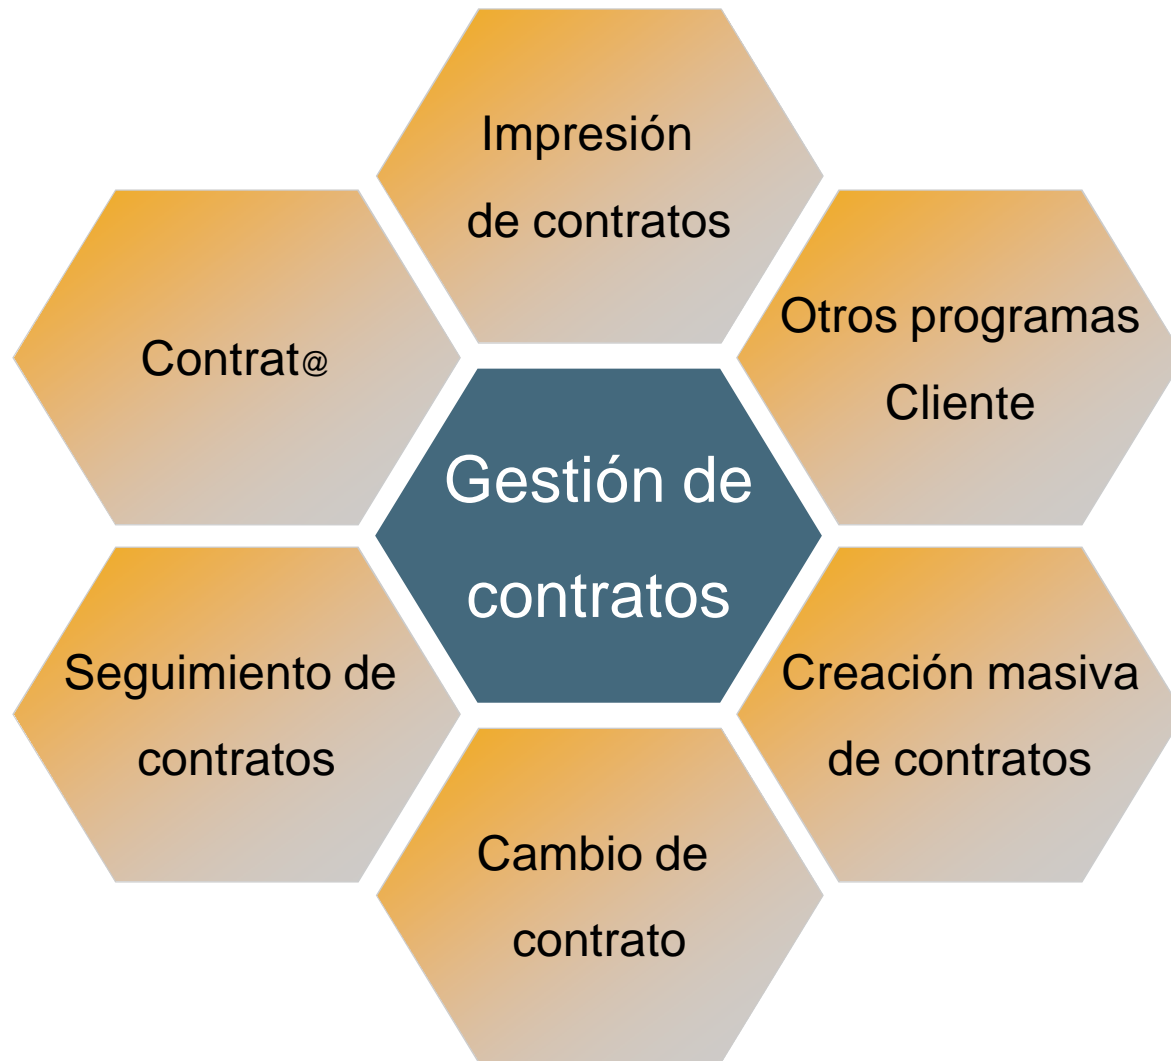 Impresión
de contratos
Contrat@
Otros programas
Cliente
Gestión de
contratos
Seguimiento de
contratos
Creación masiva
de contratos
Cambio de
contrato